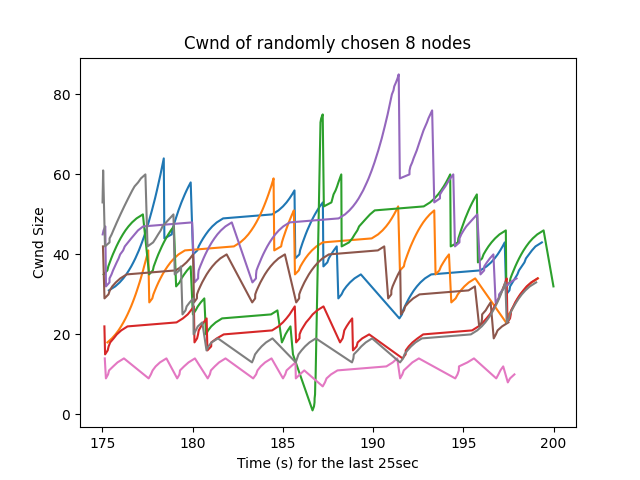 Cwnd of randomly chosen 8 nodes
80
60
40
20
0
Cwnd Size
175 180 185 190 195 200
Time (s) for the last 25sec